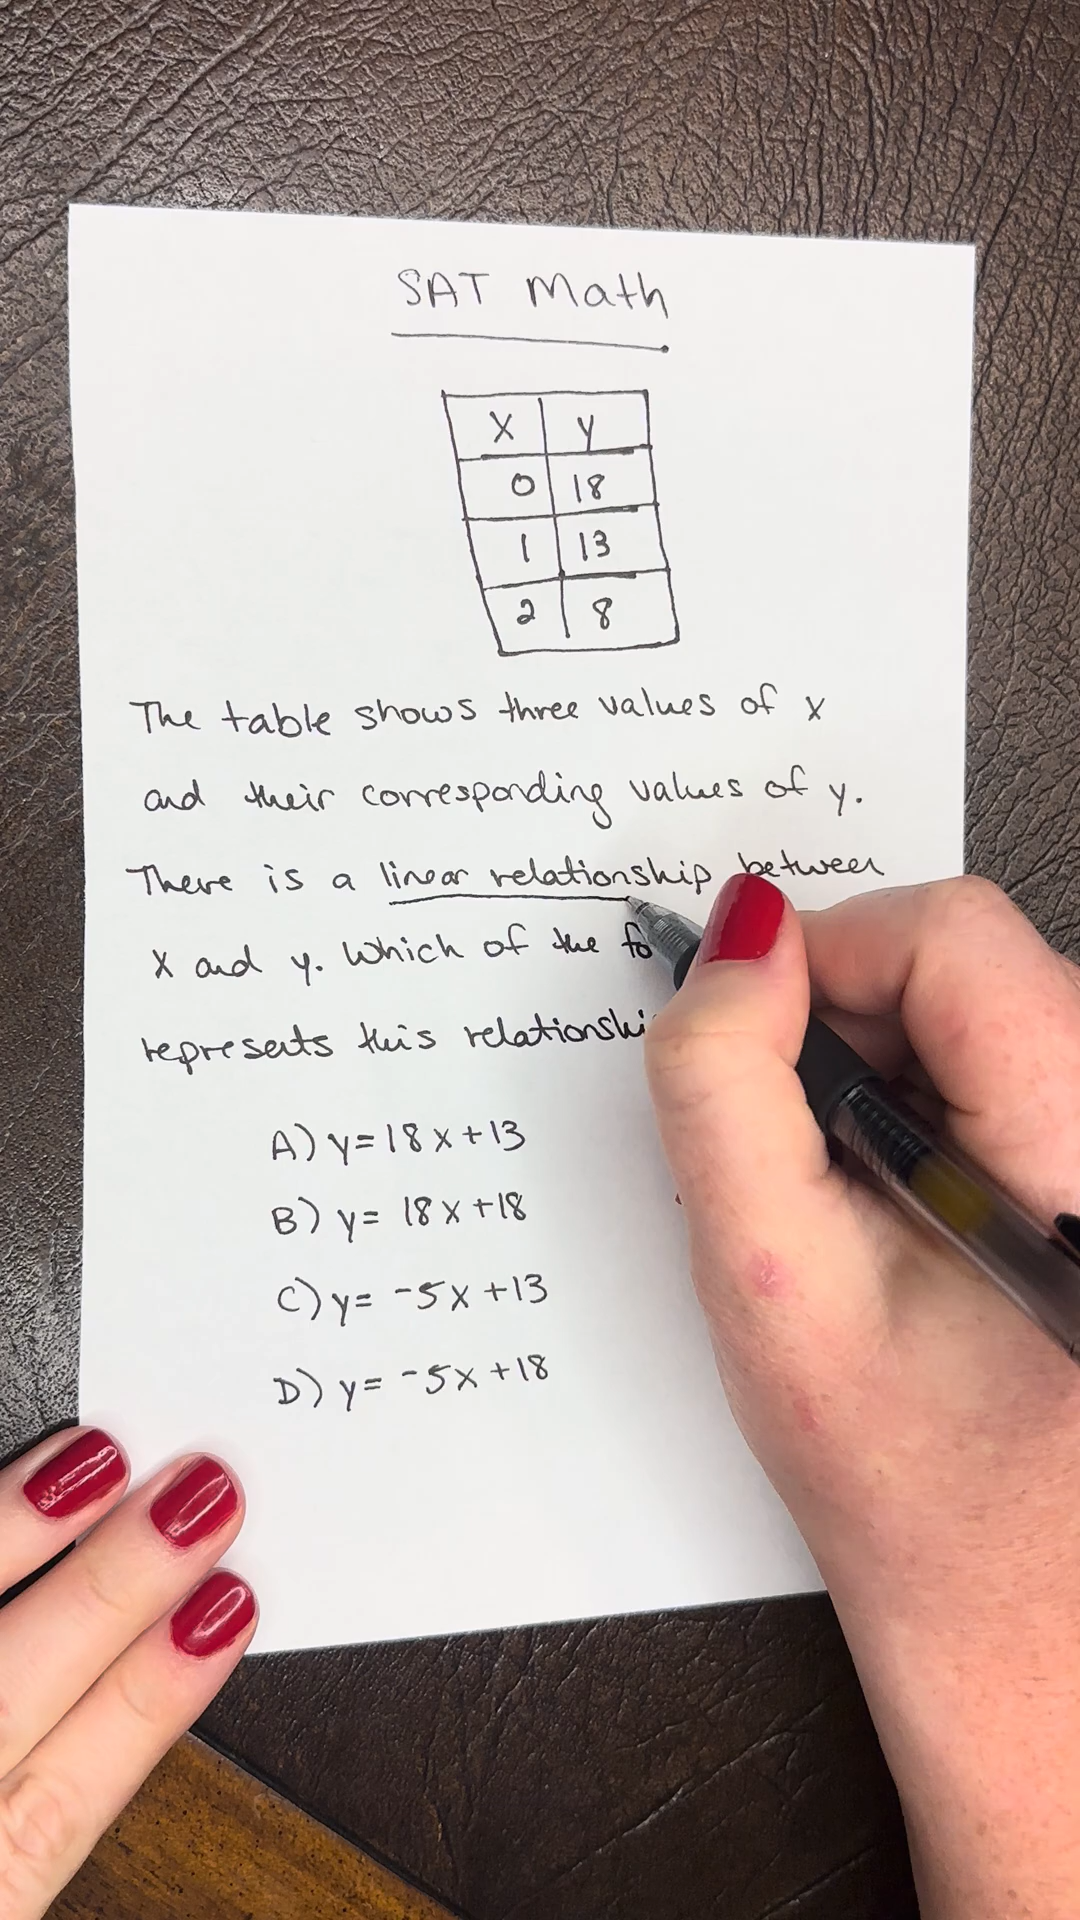 SAT Math
X Y
0 18
1 13
2 8
The table shows three values of x
and their corresponding values of y.
There is a linear relationship between
X and y. Which of the
represents this
A) y=18x+13
B) y= 18x+18
C) y= -5x+13
D) y= -5x+18